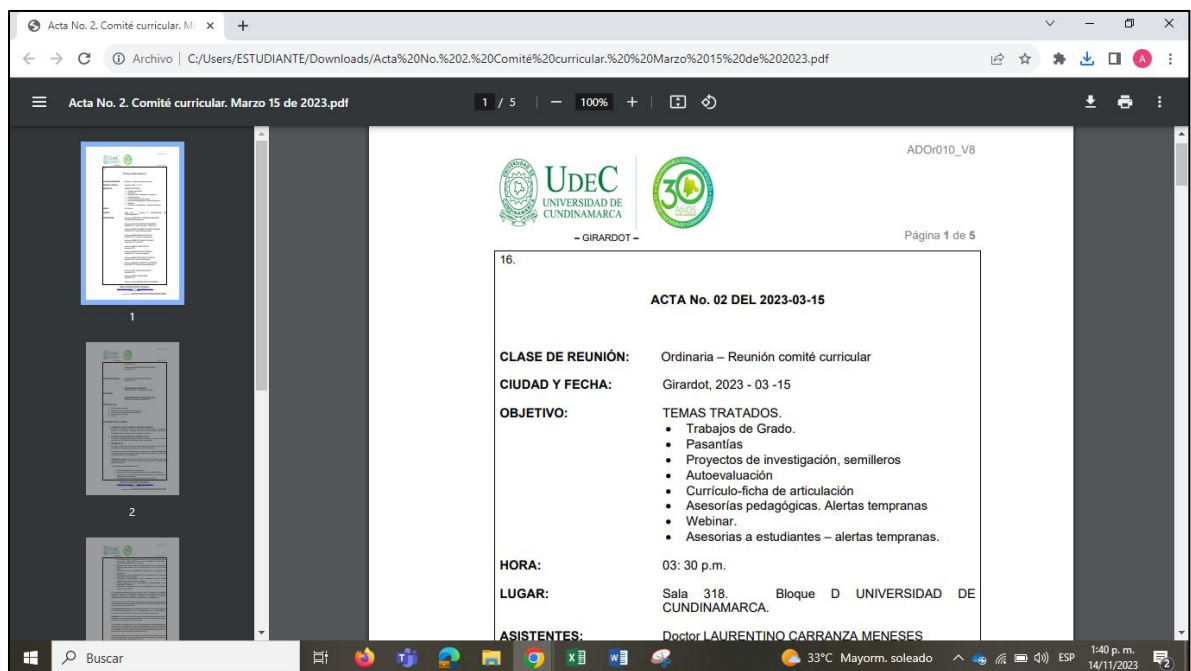 Acta No. 2. Comité curricular. M
Archivo | C:/Users/ESTUDIANTE/Downloads/Acta%20No.%202.%20Comité%20curricular.%20%20Marzo%2015%20de%202023.pdf
A
Acta No. 2. Comité curricular. Marzo 15 de 2023.pdf
1 / 5
100%
1
2
ADOr010_V8
UDEC
UNIVERSIDAD DE
CUNDINAMARCA
30
AÑOS
– GIRARDOT –
Página 1 de 5
16.
ACTA No. 02 DEL 2023-03-15
CLASE DE REUNIÓN: Ordinaria – Reunión comité curricular
CIUDAD Y FECHA: Girardot, 2023 - 03 -15
OBJETIVO: TEMAS TRATADOS.
• Trabajos de Grado.
• Pasantías
• Proyectos de investigación, semilleros
• Autoevaluación
• Currículo-ficha de articulación
• Asesorías pedagógicas. Alertas tempranas
• Webinar.
• Asesorias a estudiantes – alertas tempranas.
HORA: 03: 30 p.m.
LUGAR: Sala 318. Bloque D UNIVERSIDAD DE
CUNDINAMARCA.
ASISTENTES: Doctor LAURENTINO CARRANZA MENESES
Buscar
33°C Mayorm. soleado
ESP
1:40 p. m.
14/11/2023
2